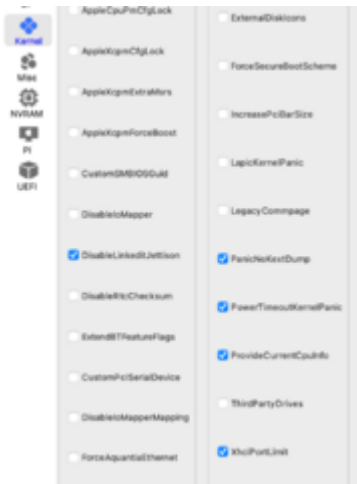 Kernel
Misc
NVRAM
PI
UEFI
AppleCpuPmCfgLock
AppleXcpmCfgLock
AppleXcpmExtraMsrs
AppleXcpmForceBoost
CustomSMBIOSGuid
DisableIoMapper
DisableLinkeditJettison
DisableRtcChecksum
ExtendBTFeatureFlags
CustomPciSerialDevice
DisableIoMapperMapping
ForceAquantiaEthernet
ExternalDiskIcons
ForceSecureBootScheme
IncreasePciBarSize
LapicKernelPanic
LegacyCommpage
PanicNoKextDump
PowerTimeoutKernelPanic
ProvideCurrentCpuInfo
ThirdPartyDrives
XhciPortLimit